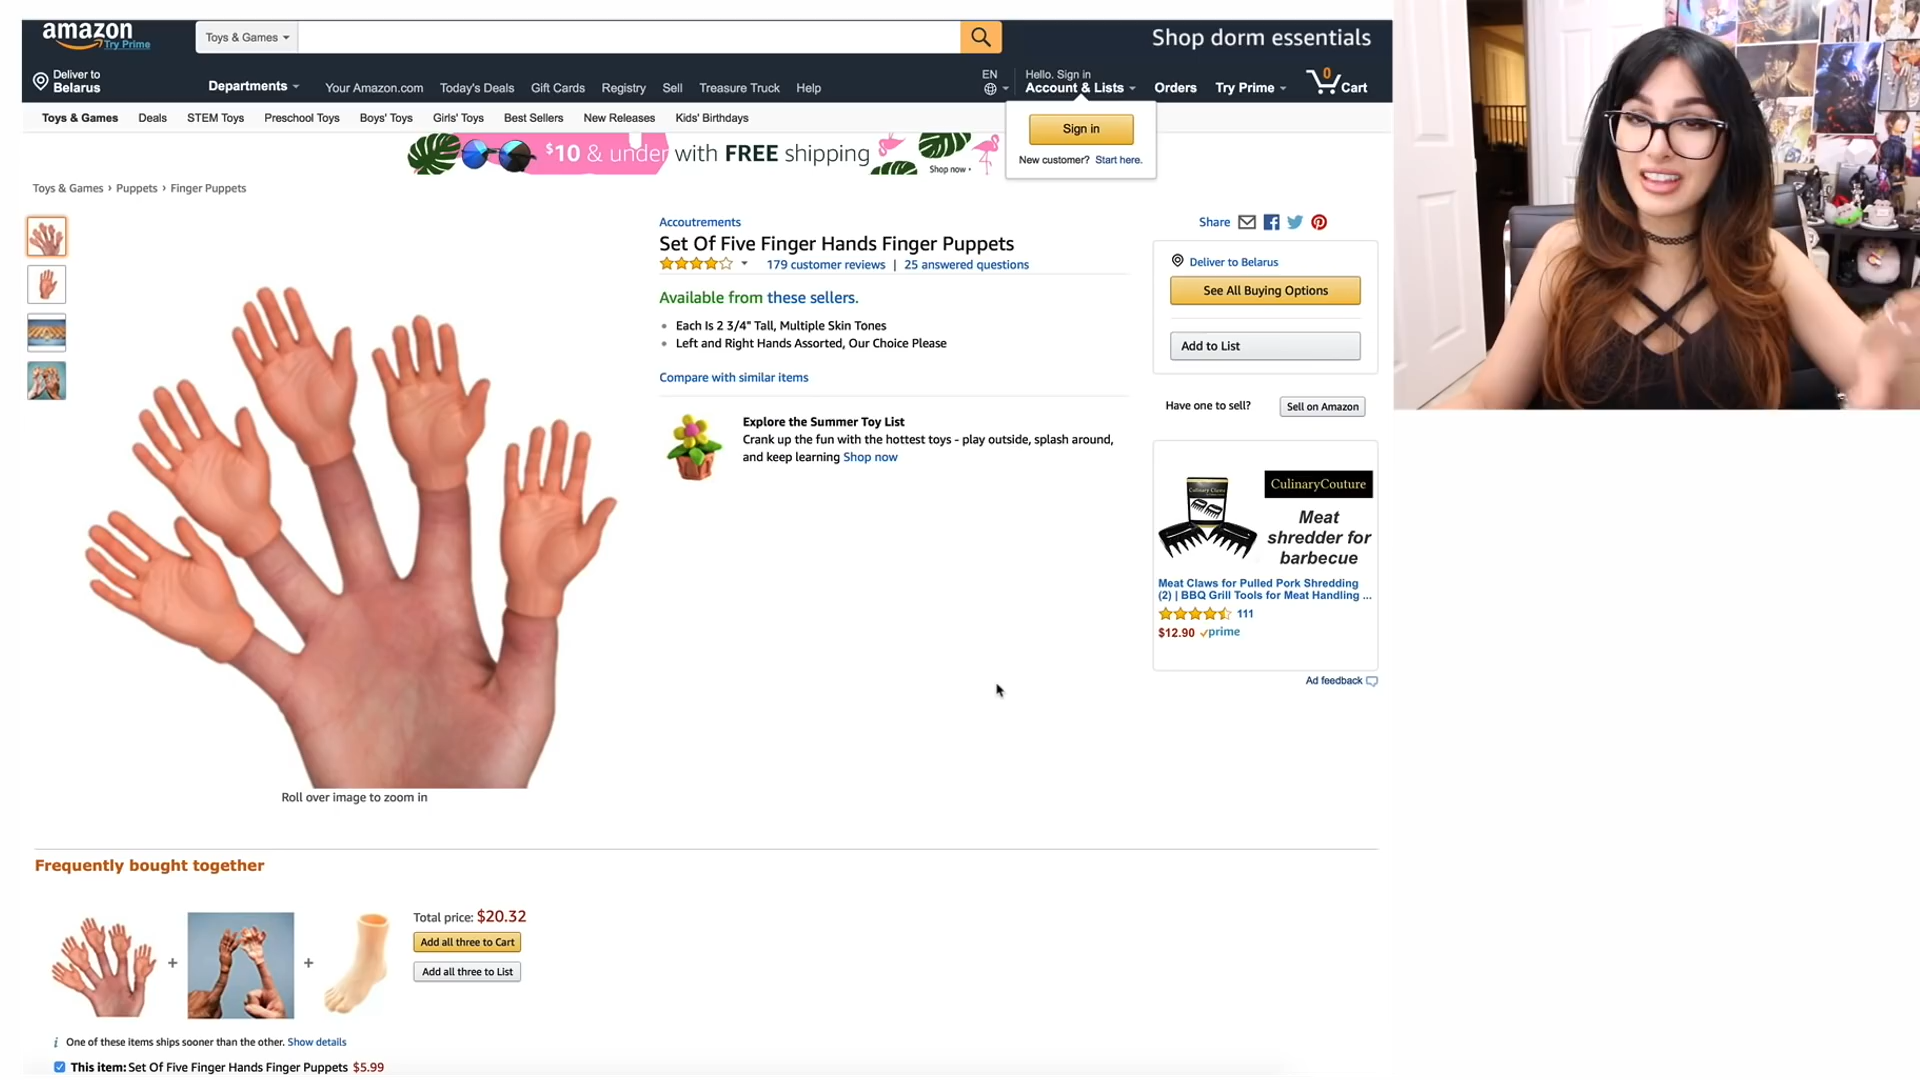 amazon
Try Prime
Toys & Games
Shop dorm essentials
Deliver to
Belarus
Departments
Your Amazon.com
Today's Deals
Gift Cards
Registry
Sell
Treasure Truck
Help
EN
Hello. Sign in
Account & Lists
Orders
Try Prime
0
Cart
Toys & Games
Deals
STEM Toys
Preschool Toys
Boys' Toys
Girls' Toys
Best Sellers
New Releases
Kids' Birthdays
Sign in
New customer? Start here.
$10 & under with FREE shipping
Shop now ›
Toys & Games › Puppets › Finger Puppets
Accoutrements
Set Of Five Finger Hands Finger Puppets
179 customer reviews | 25 answered questions
Available from these sellers.
Each Is 2 3/4" Tall, Multiple Skin Tones
Left and Right Hands Assorted, Our Choice Please
Compare with similar items
Explore the Summer Toy List
Crank up the fun with the hottest toys - play outside, splash around,
and keep learning Shop now
Share
Deliver to Belarus
See All Buying Options
Add to List
Have one to sell?
Sell on Amazon
Culinary Claws
CulinaryCouture
Meat
shredder for
barbecue
Meat Claws for Pulled Pork Shredding
(2) | BBQ Grill Tools for Meat Handling ...
111
$12.90 prime
Ad feedback
Roll over image to zoom in
Frequently bought together
+
+
Total price: $20.32
Add all three to Cart
Add all three to List
i One of these items ships sooner than the other. Show details
This item: Set Of Five Finger Hands Finger Puppets $5.99